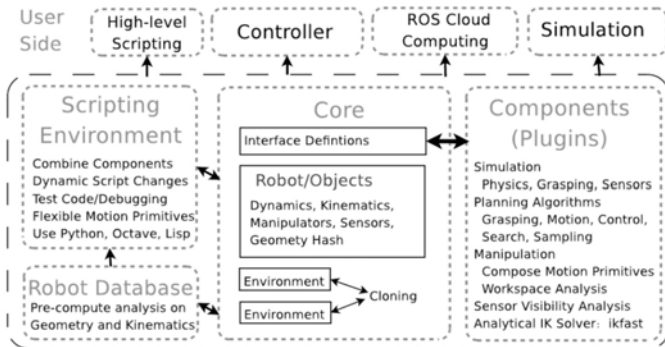 User
Side
High-level
Scripting
Controller
ROS Cloud
Computing
Simulation
Scripting
Environment
Combine Components
Dynamic Script Changes
Test Code/Debugging
Flexible Motion Primitives
Use Python, Octave, Lisp
Robot Database
Pre-compute analysis on
Geometry and Kinematics
Core
Interface Defintions
Robot/Objects
Dynamics, Kinematics,
Manipulators, Sensors,
Geomety Hash
Environment
Environment
Cloning
Components
(Plugins)
Simulation
Physics, Grasping, Sensors
Planning Algorithms
Grasping, Motion, Control,
Search, Sampling
Manipulation
Compose Motion Primitives
Workspace Analysis
Sensor Visibility Analysis
Analytical IK Solver: ikfast